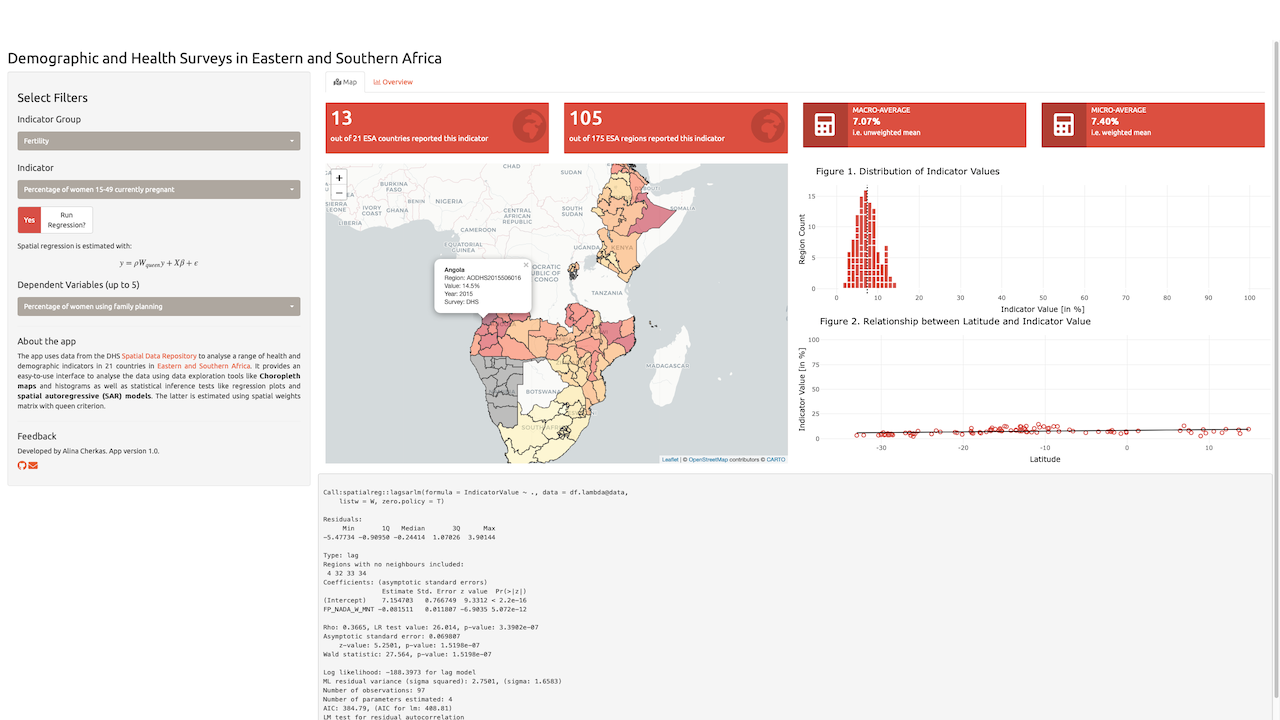 Demographic and Health Surveys in Eastern and Southern Africa
Select Filters
Indicator Group
Fertility
Indicator
Percentage of women 15-49 currently pregnant
Yes
Run
Regression?
Spatial regression is estimated with:
y = ρW_queen y + Xβ + ϵ
Dependent Variables (up to 5)
Percentage of women using family planning
About the app
The app uses data from the DHS Spatial Data Repository to analyse a range of health and
demographic indicators in 21 countries in Eastern and Southern Africa. It provides an
easy-to-use interface to analyse the data using data exploration tools like Choropleth
maps and histograms as well as statistical inference tests like regression plots and
spatial autoregressive (SAR) models. The latter is estimated using spatial weights
matrix with queen criterion.
Feedback
Developed by Alina Cherkas. App version 1.0.
Map
Overview
13
out of 21 ESA countries reported this indicator
105
out of 175 ESA regions reported this indicator
MACRO-AVERAGE
7.07%
i.e. unweighted mean
MICRO-AVERAGE
7.40%
i.e. weighted mean
+
−
CHAD
SUDAN
BURKINA
FASO
BENIN
NIGERIA
IVORY
COAST
GHANA
LEONE
LIBERIA
CENTRAL
AFRICAN
REPUBLIC
SOUTH
SUDAN
SOMALIA
CAMEROON
EQUATORIAL
GUINEA
UGANDA
KENYA
OCRATIC
UBLIC OF
CONGO
TANZANIA
MADAGASCAR
BOTSWANA
SOUTH AFRICA
Angola
Region: AODHS2015506016
Value: 14.5%
Year: 2015
Survey: DHS
×
Leaflet | © OpenStreetMap contributors © CARTO
Figure 1. Distribution of Indicator Values
Region Count
15
10
5
0
0 10 20 30 40 50 60 70 80 90 100
Indicator Value [in %]
Figure 2. Relationship between Latitude and Indicator Value
Indicator Value [in %]
100
75
50
25
0
−30 −20 −10 0 10
Latitude
Call:spatialreg::lagsarlm(formula = IndicatorValue ~ ., data = df.lambda@data,
listw = W, zero.policy = T)
Residuals:
Min 1Q Median 3Q Max
-5.47734 -0.90950 -0.24414 1.07026 3.90144
Type: lag
Regions with no neighbours included:
4 32 33 34
Coefficients: (asymptotic standard errors)
Estimate Std. Error z value Pr(>|z|)
(Intercept) 7.154703 0.766749 9.3312 < 2.2e-16
FP_NADA_W_MNT -0.081511 0.011807 -6.9035 5.072e-12
Rho: 0.3665, LR test value: 26.014, p-value: 3.3902e-07
Asymptotic standard error: 0.069807
z-value: 5.2501, p-value: 1.5198e-07
Wald statistic: 27.564, p-value: 1.5198e-07
Log likelihood: -188.3973 for lag model
ML residual variance (sigma squared): 2.7501, (sigma: 1.6583)
Number of observations: 97
Number of parameters estimated: 4
AIC: 384.79, (AIC for lm: 408.81)
LM test for residual autocorrelation